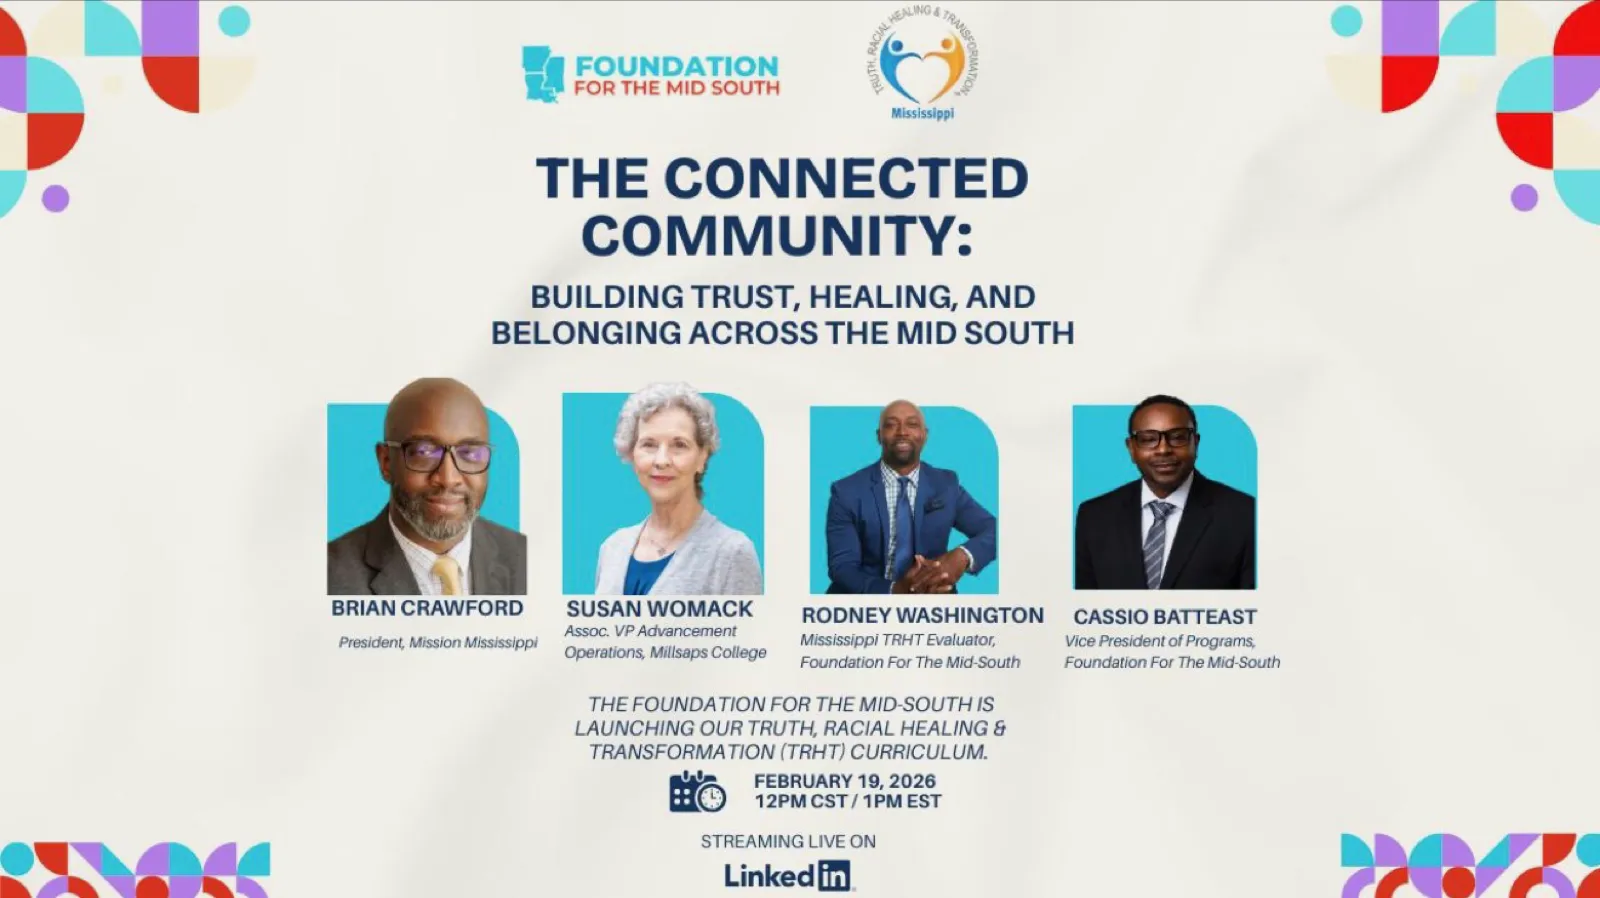 FOUNDATION
FOR THE MID SOUTH
TRUTH, RACIAL HEALING & TRANSFORMATION
Mississippi
THE CONNECTED
COMMUNITY:
BUILDING TRUST, HEALING, AND
BELONGING ACROSS THE MID SOUTH
BRIAN CRAWFORD
President, Mission Mississippi
SUSAN WOMACK
Assoc. VP Advancement
Operations, Millsaps College
RODNEY WASHINGTON
Mississippi TRHT Evaluator,
Foundation For The Mid-South
CASSIO BATTEAST
Vice President of Programs,
Foundation For The Mid-South
THE FOUNDATION FOR THE MID-SOUTH IS
LAUNCHING OUR TRUTH, RACIAL HEALING &
TRANSFORMATION (TRHT) CURRICULUM.
FEBRUARY 19, 2026
12PM CST / 1PM EST
STREAMING LIVE ON
Linked in